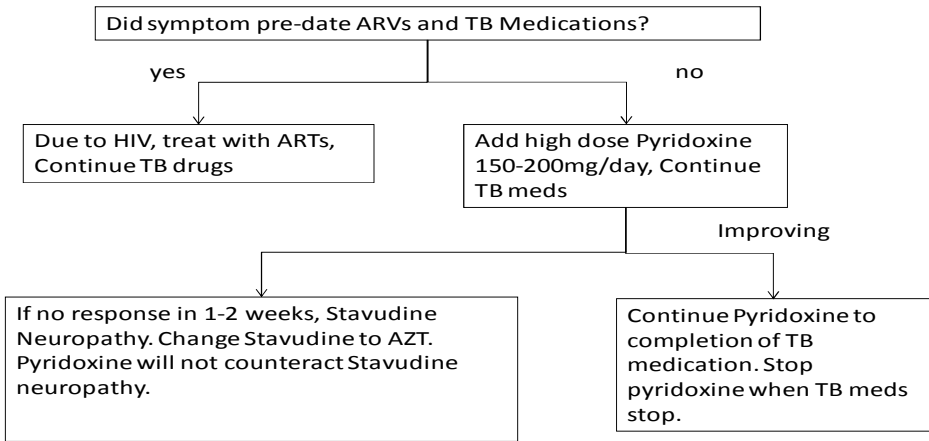 Did symptom pre-date ARVs and TB Medications?
yes
no
Due to HIV, treat with ARTs,
Continue TB drugs
Add high dose Pyridoxine
150-200mg/day, Continue
TB meds
Improving
If no response in 1-2 weeks, Stavudine
Neuropathy. Change Stavudine to AZT.
Pyridoxine will not counteract Stavudine
neuropathy.
Continue Pyridoxine to
completion of TB
medication. Stop
pyridoxine when TB meds
stop.